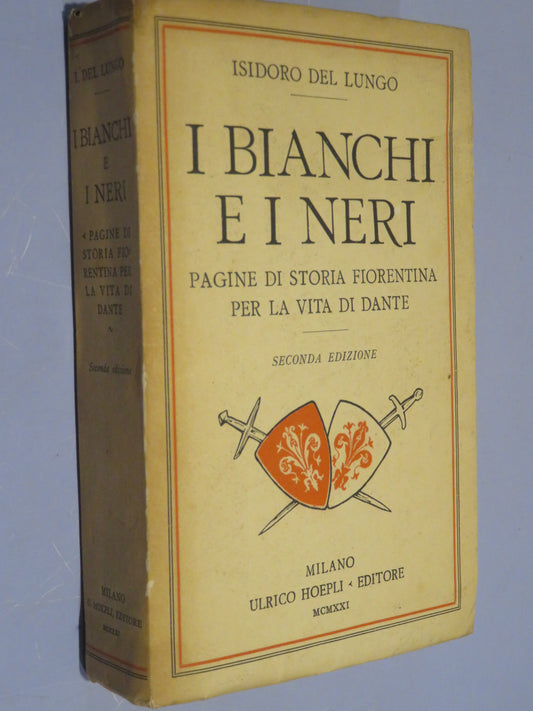 I. DEL LUNGO
I BIANCHI
E
I NERI
PAGINE DI
STORIA FIO-
RENTINA PER
LA VITA DI
DANTE
Seconda edizione
MILANO
U. HOEPLI, EDITORE
MCMXXI
ISIDORO DEL LUNGO
I BIANCHI
E I NERI
PAGINE DI STORIA FIORENTINA
PER LA VITA DI DANTE
SECONDA EDIZIONE
MILANO
ULRICO HOEPLI - EDITORE
MCMXXI